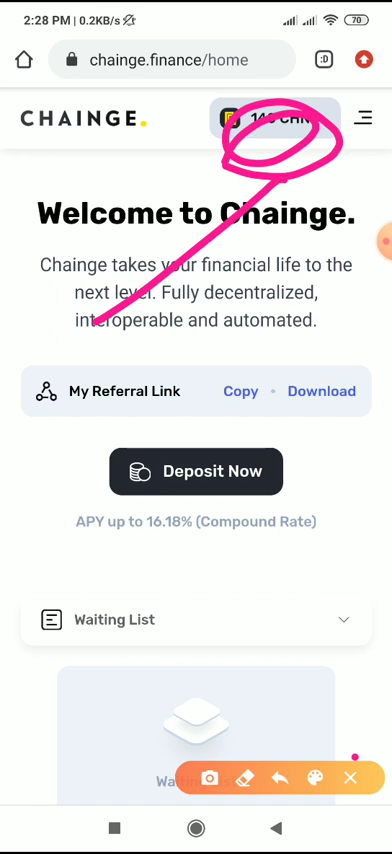 2:28 PM | 0.2KB/s
70
chainge.finance/home
:D
CHAINGE.
CHN
Welcome to Chainge.
Chainge takes your financial life to the
next level. Fully decentralized,
interoperable and automated.
My Referral Link Copy • Download
Deposit Now
APY up to 16.18% (Compound Rate)
Waiting List